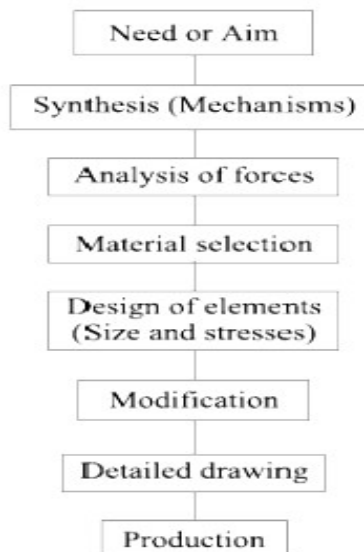 Need or Aim
Synthesis (Mechanisms)
Analysis of forces
Material selection
Design of elements
(Size and stresses)
Modification
Detailed drawing
Production